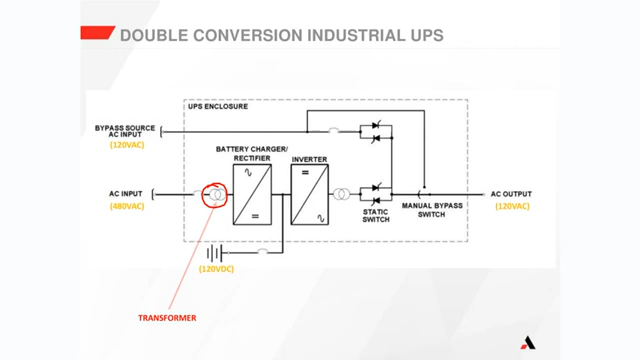 DOUBLE CONVERSION INDUSTRIAL UPS
UPS ENCLOSURE
BYPASS SOURCE
AC INPUT
(120VAC)
BATTERY CHARGER/
RECTIFIER
INVERTER
AC INPUT
(480VAC)
STATIC
SWITCH
MANUAL BYPASS
SWITCH
AC OUTPUT
(120VAC)
(120VDC)
TRANSFORMER